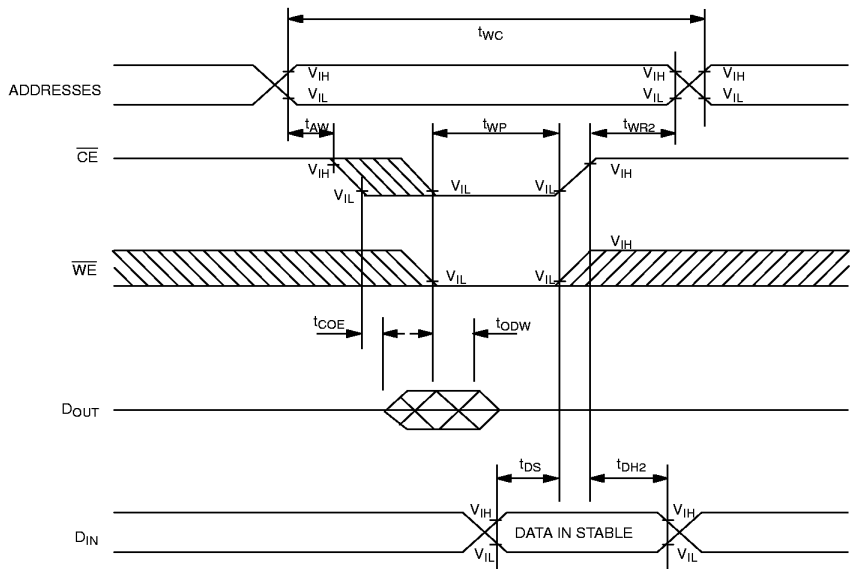 tWC
ADDRESSES VIH VIH VIH
VIL VIL VIL
tAW tWP tWR2
CE VIH VIH
VIL VIL VIL
WE VIH
VIL VIL
tCOE tODW
DOUT
tDS tDH2
DIN VIH DATA IN STABLE VIH
VIL VIL